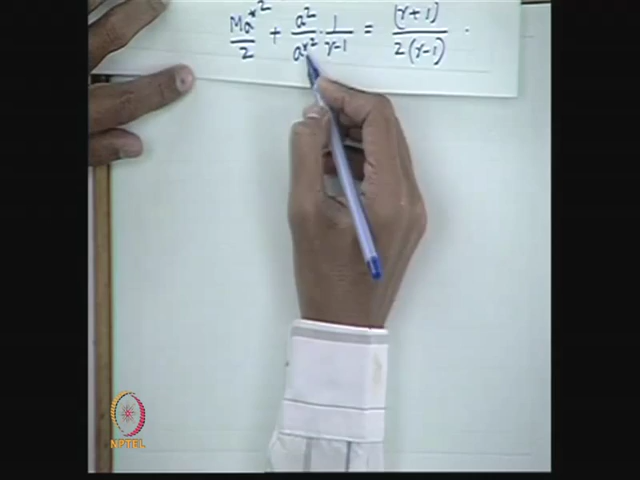 Ma*²/2 + a²/a*² · 1/(γ-1) = (γ+1)/2(γ-1) .
NPTEL